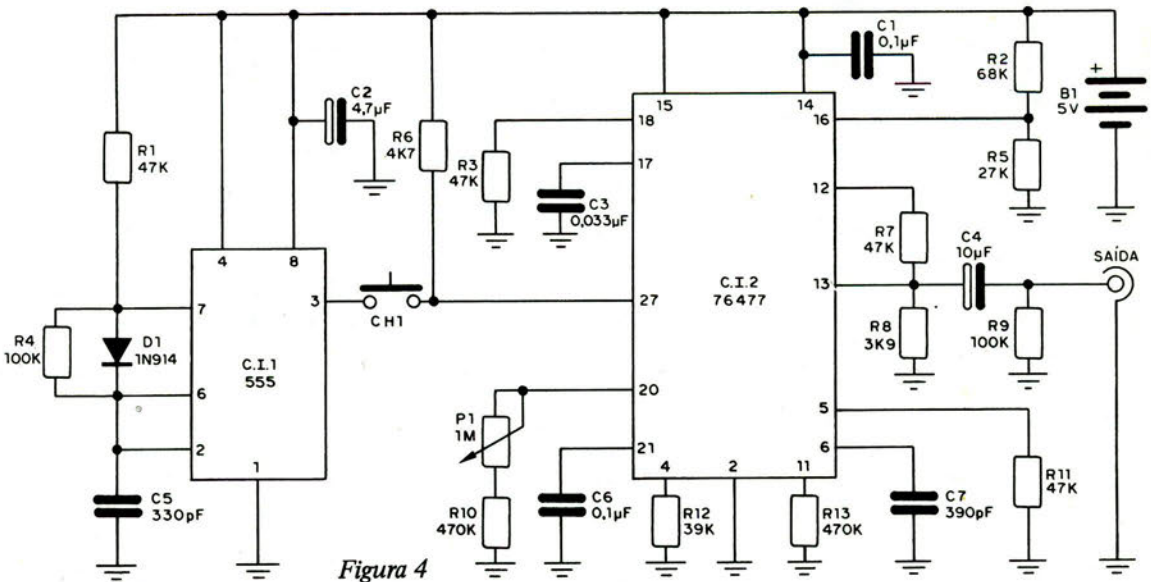 C1
0,1µF
R2
68K
+
B1
5V
C2
4,7µF
R6
4K7
15
14
18
16
R1
47K
R3
47K
17
R5
27K
C3
0,033µF
12
R7
47K
C4
10µF
SAÍDA
4
8
7
3
CH1
27
C.I.2
76477
13
R4
100K
D1
1N914
C.I.1
555
R8
3K9
R9
100K
6
20
5
P1
1M
2
21
6
1
4
2
11
C5
330pF
R10
470K
C6
0,1µF
R12
39K
R13
470K
C7
390pF
R11
47K
Figura 4